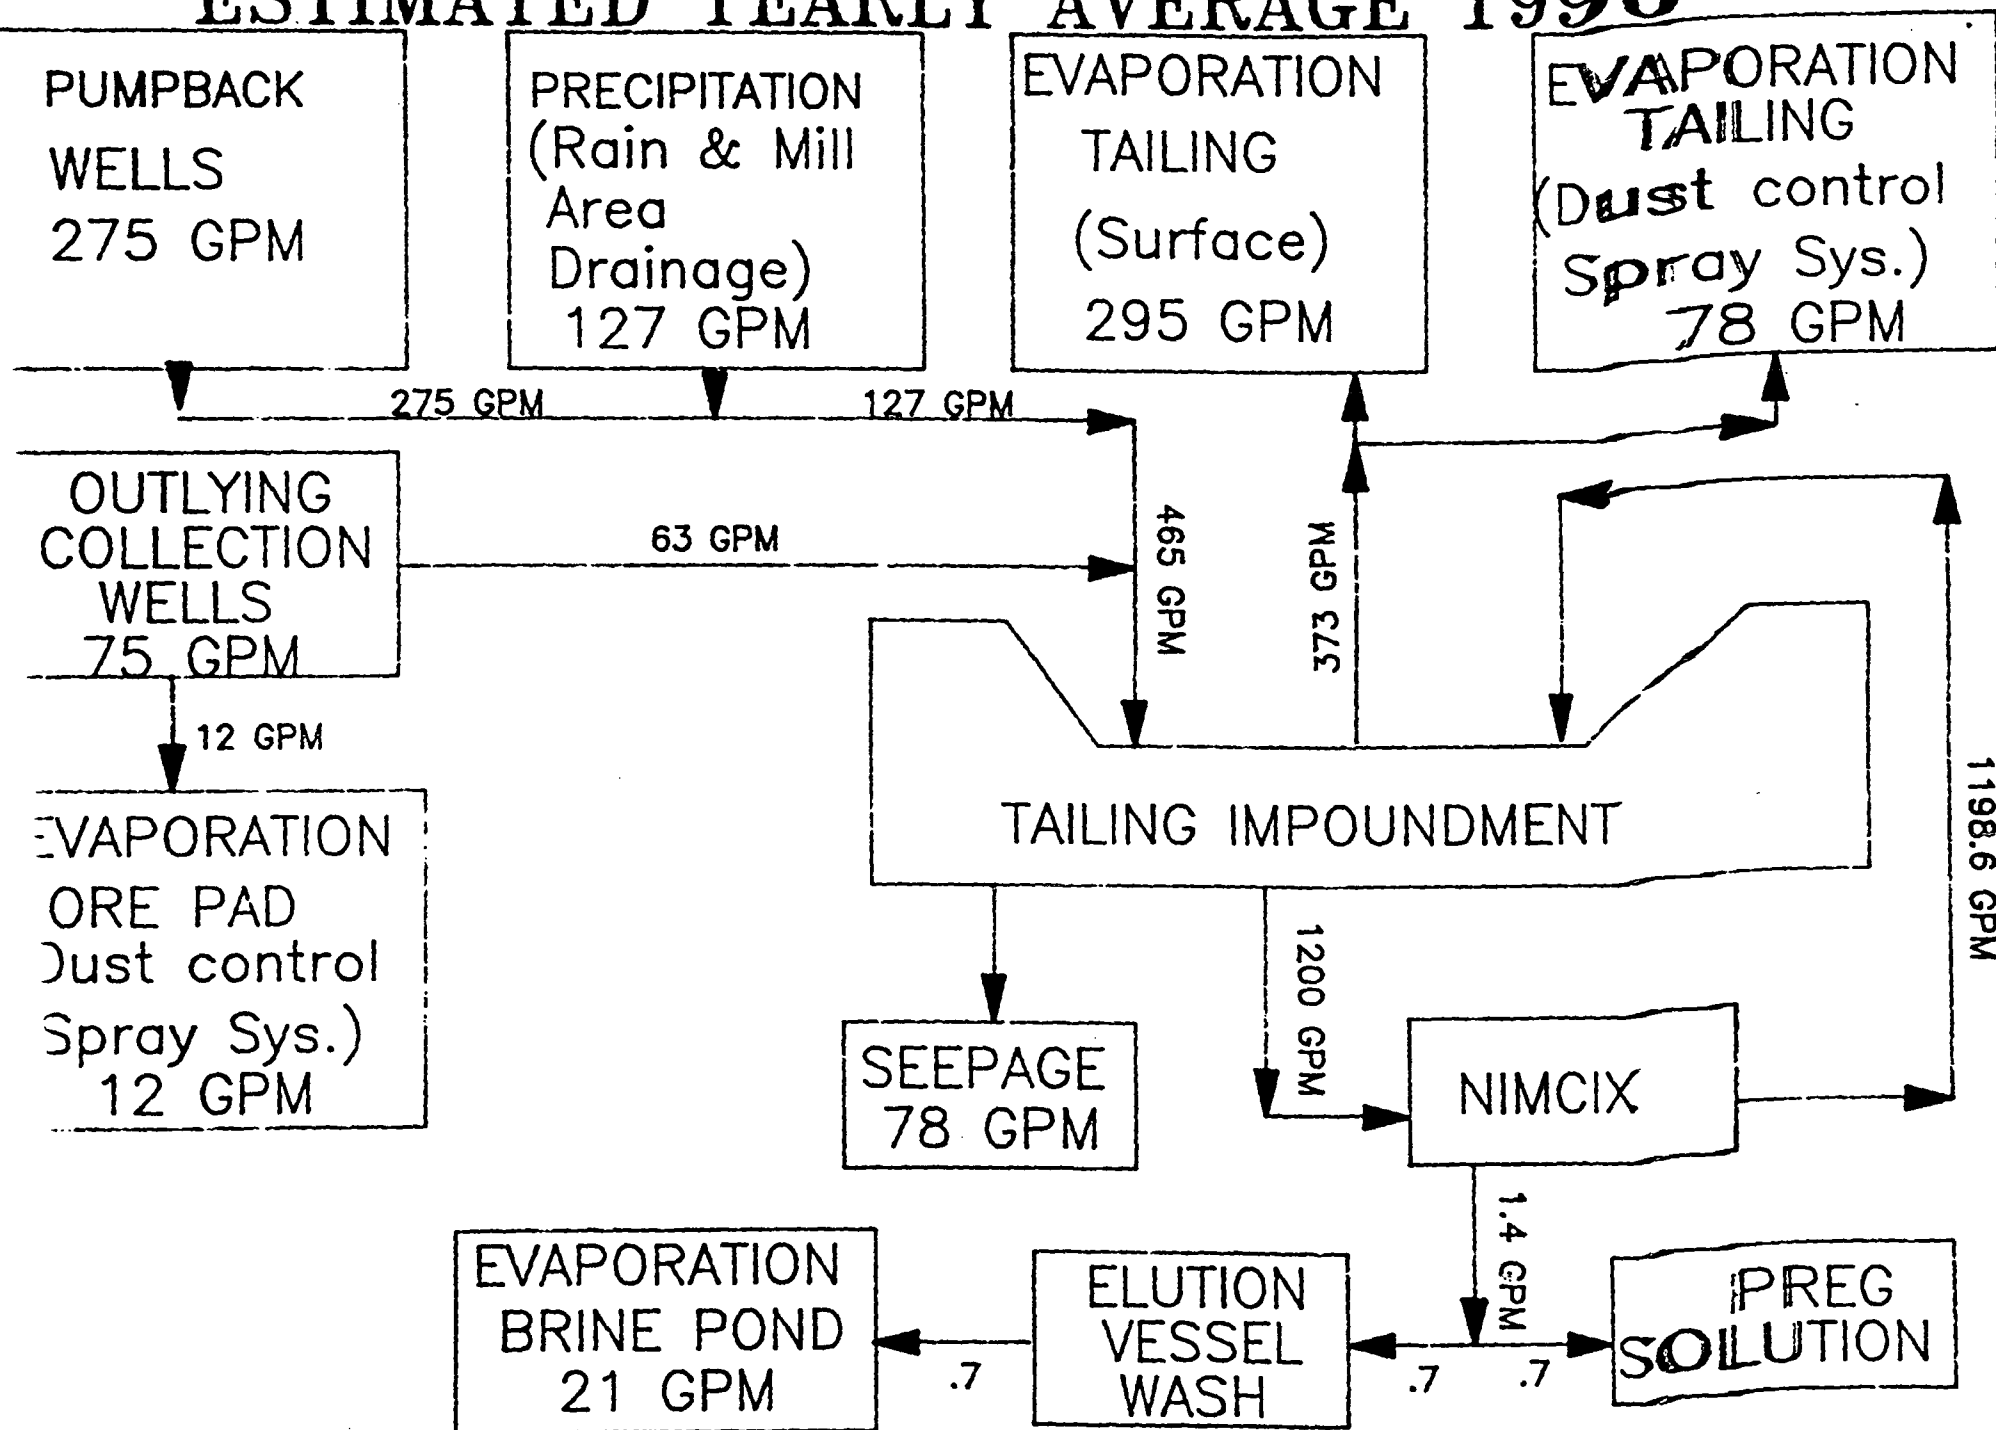 ESTIMATED YEARLY AVERAGE
PUMPBACK
WELLS
275 GPM
PRECIPITATION
(Rain & Mill
Area
Drainage)
127 GPM
EVAPORATION
TAILING
(Surface)
295 GPM
EVAPORATION
TAILING
(Dust control
Spray Sys.)
78 GPM
275 GPM
127 GPM
OUTLYING
COLLECTION
WELLS
75 GPM
63 GPM
465 GPM
373 GPM
12 GPM
1198.6 GPM
TAILING IMPOUNDMENT
EVAPORATION
ORE PAD
Dust control
Spray Sys.)
12 GPM
1200 GPM
SEEPAGE
78 GPM
NIMCIX
1.4 GPM
EVAPORATION
BRINE POND
21 GPM
.7
ELUTION
VESSEL
WASH
.7
.7
PREG
SOLUTION